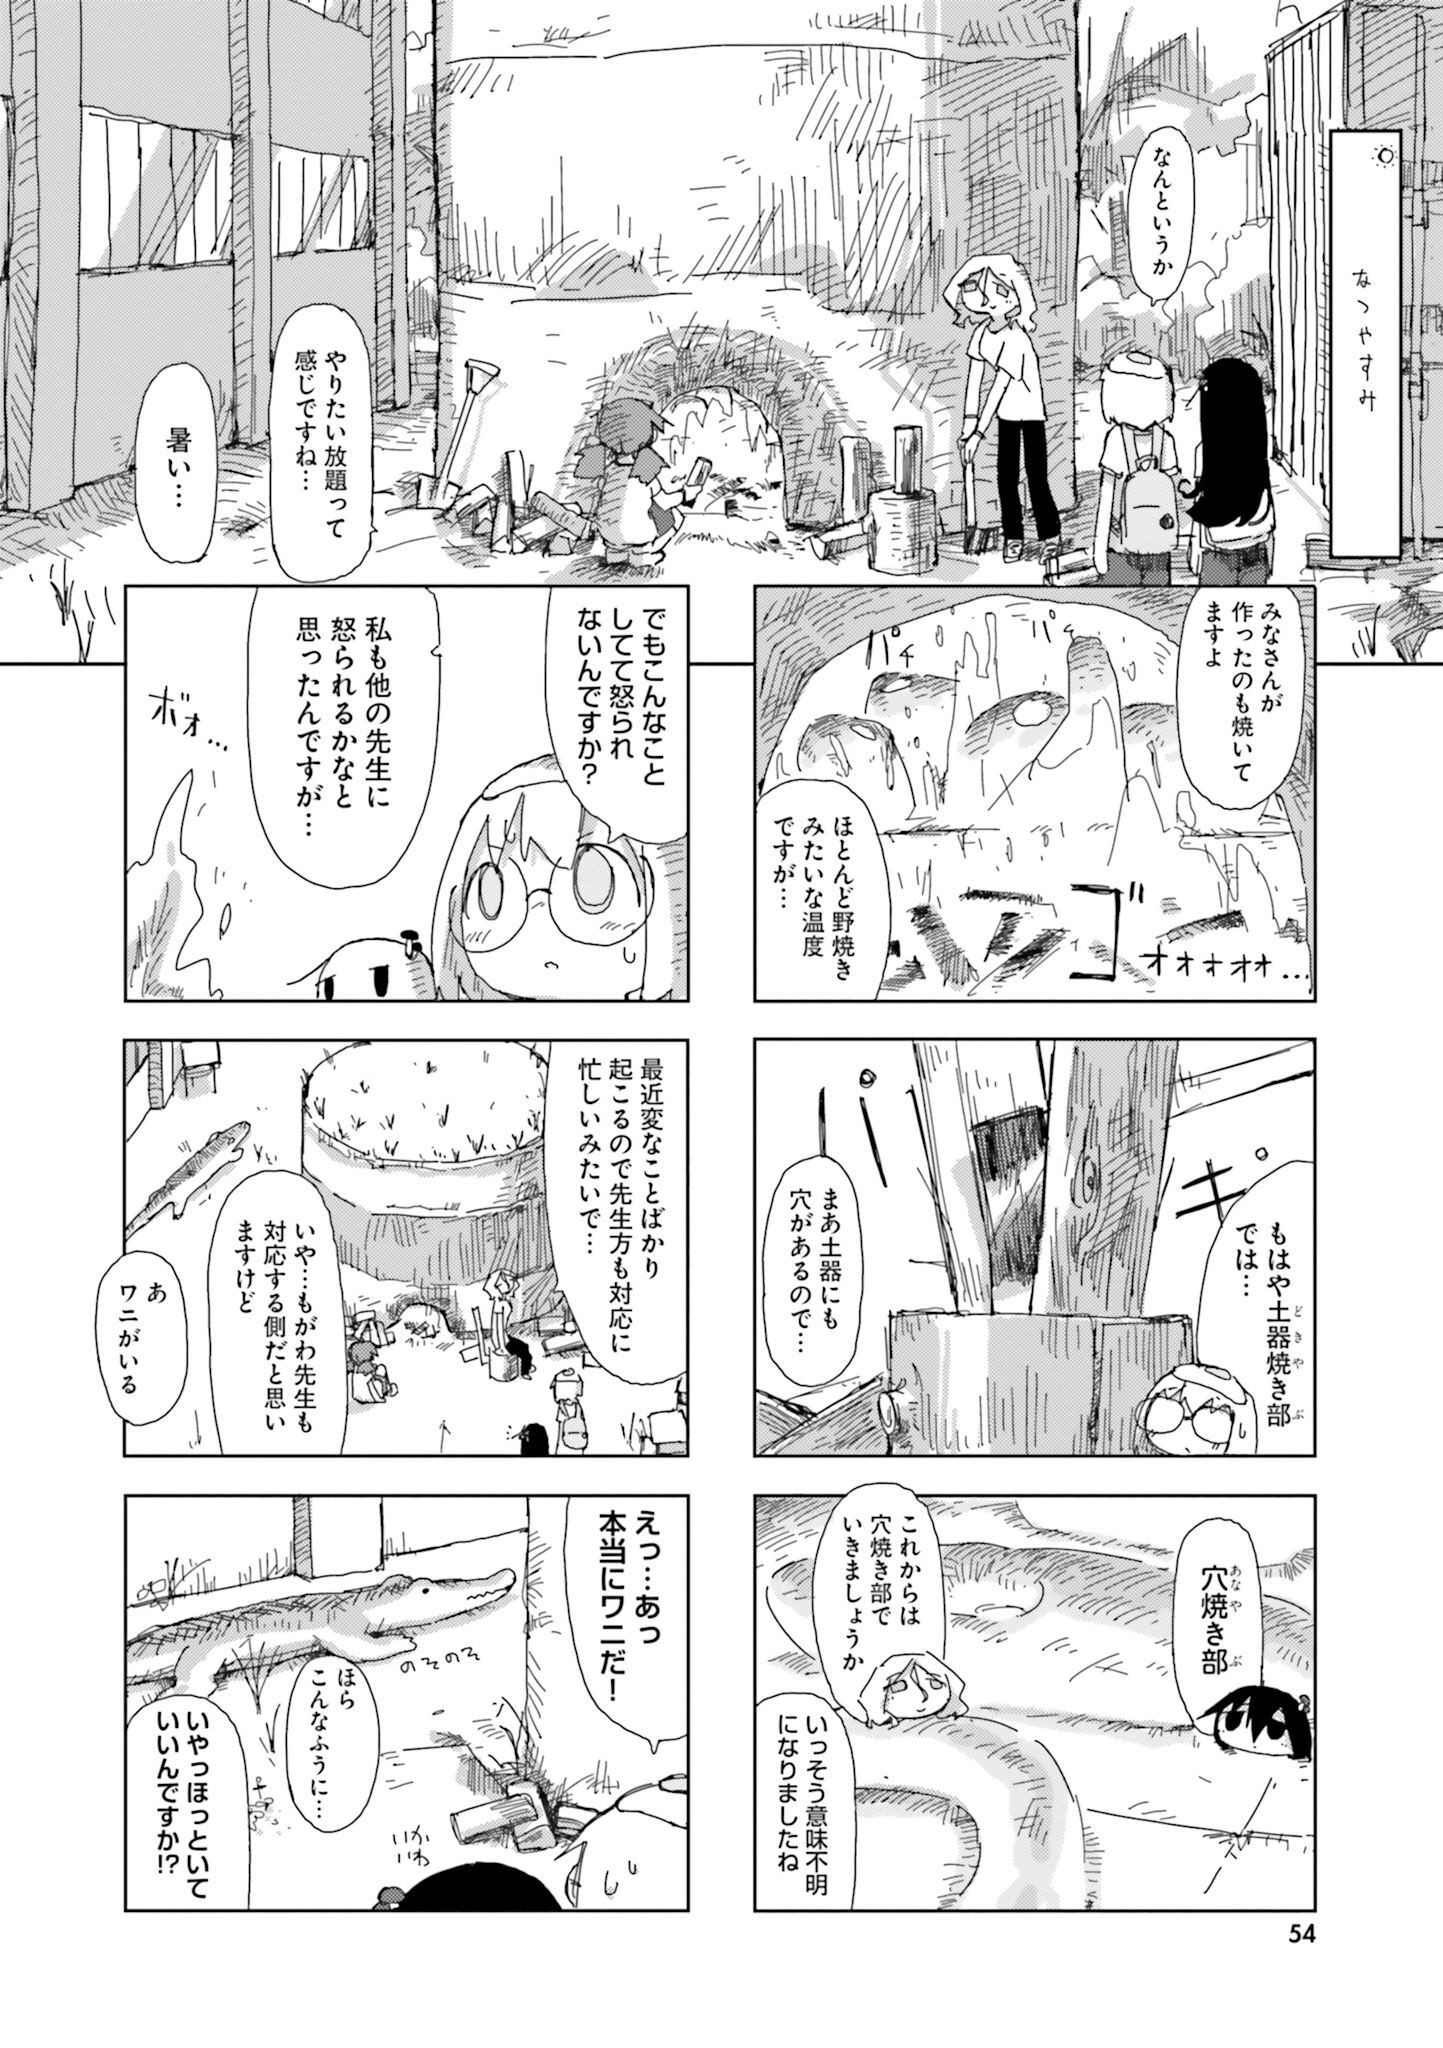 なつやすみ
なんというか
やりたい放題って
感じですね…
暑い…
みなさんが
作ったのも焼いて
ますよ
パチ
ほとんど野焼き
みたいな温度
ですが…
ゴオオオオオ…
もはや土器焼き部
どきやぶ
では…
まあ土器にも
穴があるので…
穴焼き部
あなやぶ
これからは
穴焼き部で
いきましょうか
いっそう意味不明
になりましたね
でもこんなこと
してて怒られ
ないんですか?
私も他の先生に
怒られるかなと
思ったんですが…
ボォ…
最近変なことばかり
起こるので先生方も対応に
忙しいみたいで…
いや…もがわ先生も
対応する側だと思い
ますけど
あ
ワニがいる
えっ…あっ
本当にワニだ!
のそのそ
ほら
こんなふうに…
かわ
いい
いやっほっといて
いいんですか!?
54